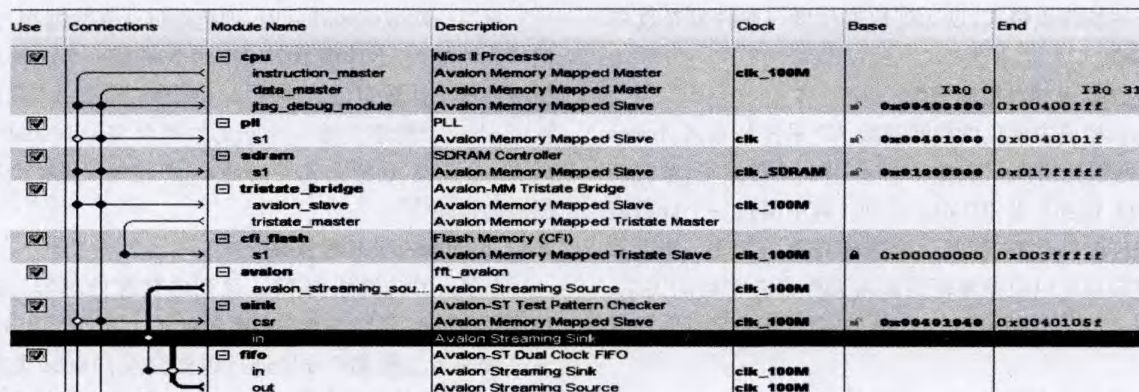 Use Connections Module Name Description Clock Base End
cpu Nios II Processor
instruction_master Avalon Memory Mapped Master clk_100M
data_master Avalon Memory Mapped Master IRQ 0 IRQ 31
jtag_debug_module Avalon Memory Mapped Slave 0x00400800 0x00400fff
pll PLL
s1 Avalon Memory Mapped Slave clk 0x00401000 0x0040101f
sdram SDRAM Controller
s1 Avalon Memory Mapped Slave clk_SDRAM 0x01000000 0x017fffff
tristate_bridge Avalon-MM Tristate Bridge
avalon_slave Avalon Memory Mapped Slave clk_100M
tristate_master Avalon Memory Mapped Tristate Master
cfi_flash Flash Memory (CFI)
s1 Avalon Memory Mapped Tristate Slave clk_100M 0x00000000 0x003fffff
avalon fft_avalon
avalon_streaming_sou... Avalon Streaming Source clk_100M
sink Avalon-ST Test Pattern Checker
csr Avalon Memory Mapped Slave clk_100M 0x00401040 0x0040105f
in Avalon Streaming Sink
fifo Avalon-ST Dual Clock FIFO
in Avalon Streaming Sink clk_100M
out Avalon Streaming Source clk_100M